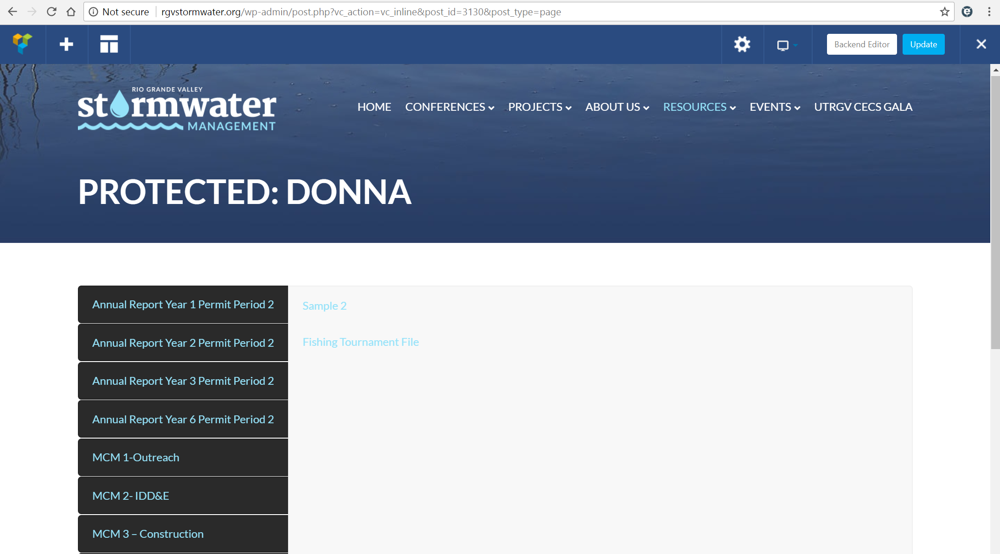 Not secure rgvstormwater.org/wp-admin/post.php?vc_action=vc_inline&post_id=3130&post_type=page
Backend Editor Update
RIO GRANDE VALLEY
stormwater
MANAGEMENT
HOME CONFERENCES PROJECTS ABOUT US RESOURCES EVENTS UTRGV CECS GALA
PROTECTED: DONNA
Annual Report Year 1 Permit Period 2
Annual Report Year 2 Permit Period 2
Annual Report Year 3 Permit Period 2
Annual Report Year 6 Permit Period 2
MCM 1-Outreach
MCM 2- IDD&E
MCM 3 – Construction
Sample 2
Fishing Tournament File